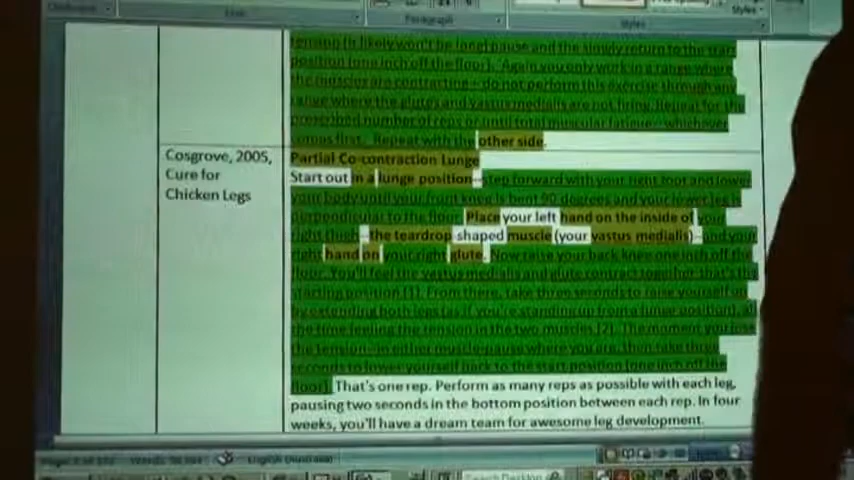 Paragraph
Styles
tension (it likely won't be long) pause and the slowly return to the start
position (one inch off the floor). Again you only work in a range where
the muscles are contracting – do not perform this exercise through any
range where the glutes and vastus medialis are not firing. Repeat for the
prescribed number of reps or until total muscular fatigue – whichever
comes first. Repeat with the other side.
Cosgrove, 2005,
Cure for
Chicken Legs
Partial Co-contraction Lunge
Start out in a lunge position--step forward with your right foot and lower
your body until your front knee is bent 90 degrees and your lower leg is
perpendicular to the floor. Place your left hand on the inside of your
right thigh--the teardrop-shaped muscle (your vastus medialis)--and your
right hand on your right glute. Now raise your back knee one inch off the
floor. You'll feel the vastus medialis and glute contract together-that's the
starting position [1]. From there, take three seconds to raise yourself up
by extending both legs (as if you're standing up from a lunge position), all
the time feeling the tension in the two muscles [2]. The moment you lose
the tension--in either muscle-pause where you are, then take three
seconds to lower yourself back to the start position (one inch off the
floor). That's one rep. Perform as many reps as possible with each leg,
pausing two seconds in the bottom position between each rep. In four
weeks, you'll have a dream team for awesome leg development.
English (Australia)
Search Desktop